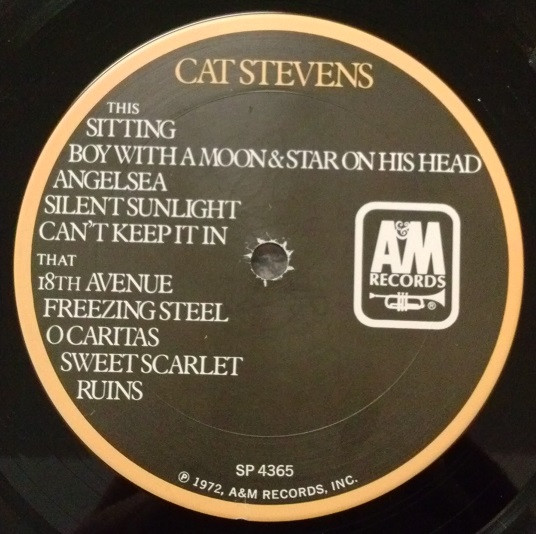 CAT STEVENS
THIS
SITTING
BOY WITH A MOON & STAR ON HIS HEAD
ANGELSEA
SILENT SUNLIGHT
CAN'T KEEP IT IN
THAT
18TH AVENUE
FREEZING STEEL
O CARITAS
SWEET SCARLET
RUINS
A&M
RECORDS
®
SP 4365
℗ 1972, A&M RECORDS, INC.